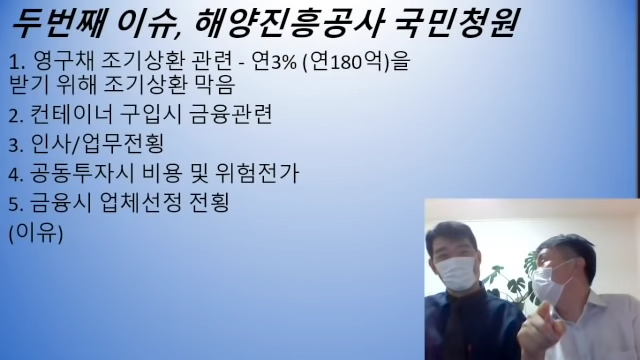 두번째 이슈, 해양진흥공사 국민청원
1. 영구채 조기상환 관련 - 연3% (연180억)을
받기 위해 조기상환 막음
2. 컨테이너 구입시 금융관련
3. 인사/업무전횡
4. 공동투자시 비용 및 위험전가
5. 금융시 업체선정 전횡
(이유)